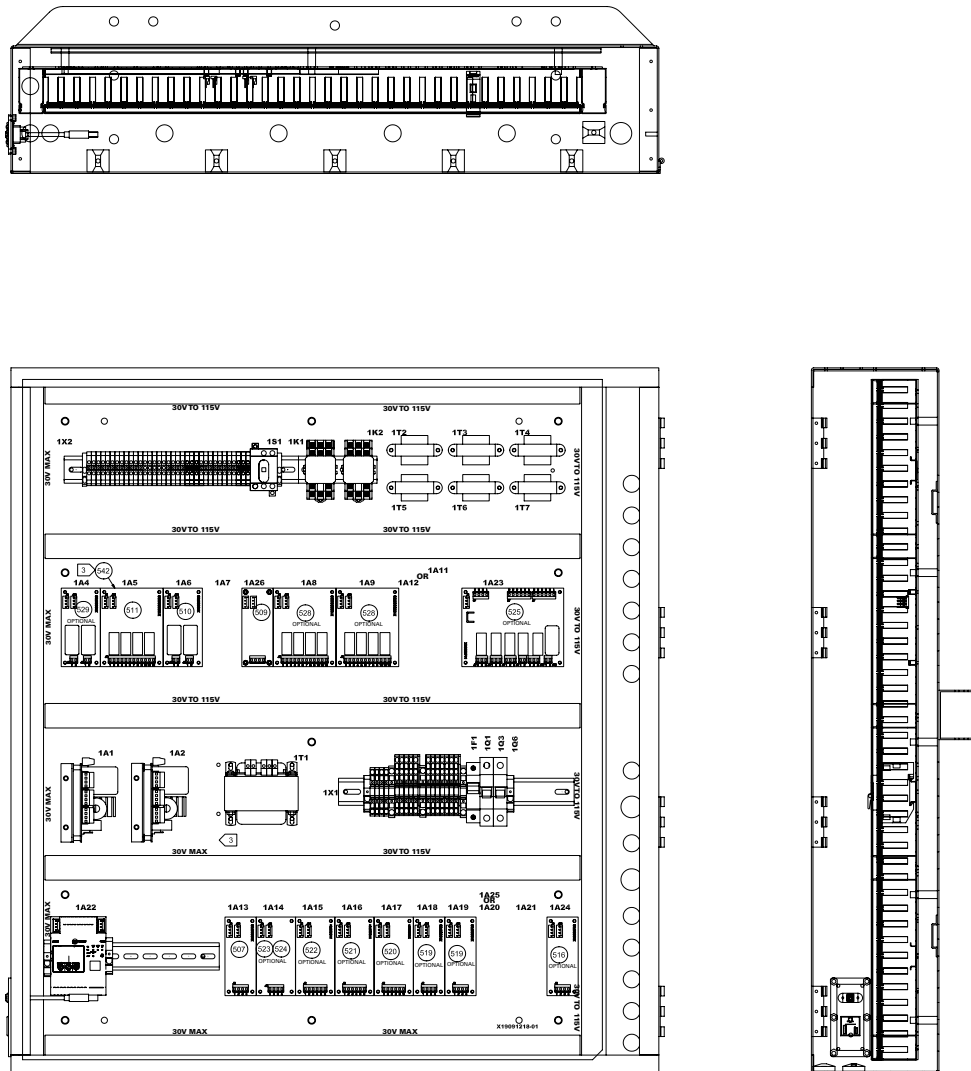 30V TO 115V 30V TO 115V
1X2 1S1 1K1 1K2 1T2 1T3 1T4
30V MAX
30V TO 115V
1T5 1T6 1T7
30V TO 115V 30V TO 115V
3 542
1A4 1A5 1A6 1A7 1A26 1A8 1A9 1A12 OR 1A11 1A23
529 OPTIONAL
511
510
509
528 OPTIONAL
528 OPTIONAL
525 OPTIONAL
30V MAX
30V TO 115V
30V TO 115V 30V TO 115V
1A1 1A2 1T1 1X1 1F1 1Q1 1Q3 1Q6
30V MAX
30V TO 115V
3
30V MAX 30V TO 115V
30V MAX
1A22 1A13 1A14 1A15 1A16 1A17 1A18 1A19 1A25 OR 1A20 1A21 1A24
507
523 524 OPTIONAL
522 OPTIONAL
521 OPTIONAL
520 OPTIONAL
519 OPTIONAL
519 OPTIONAL
516 OPTIONAL
30V TO 115V
X19091218-01
30V MAX 30V MAX